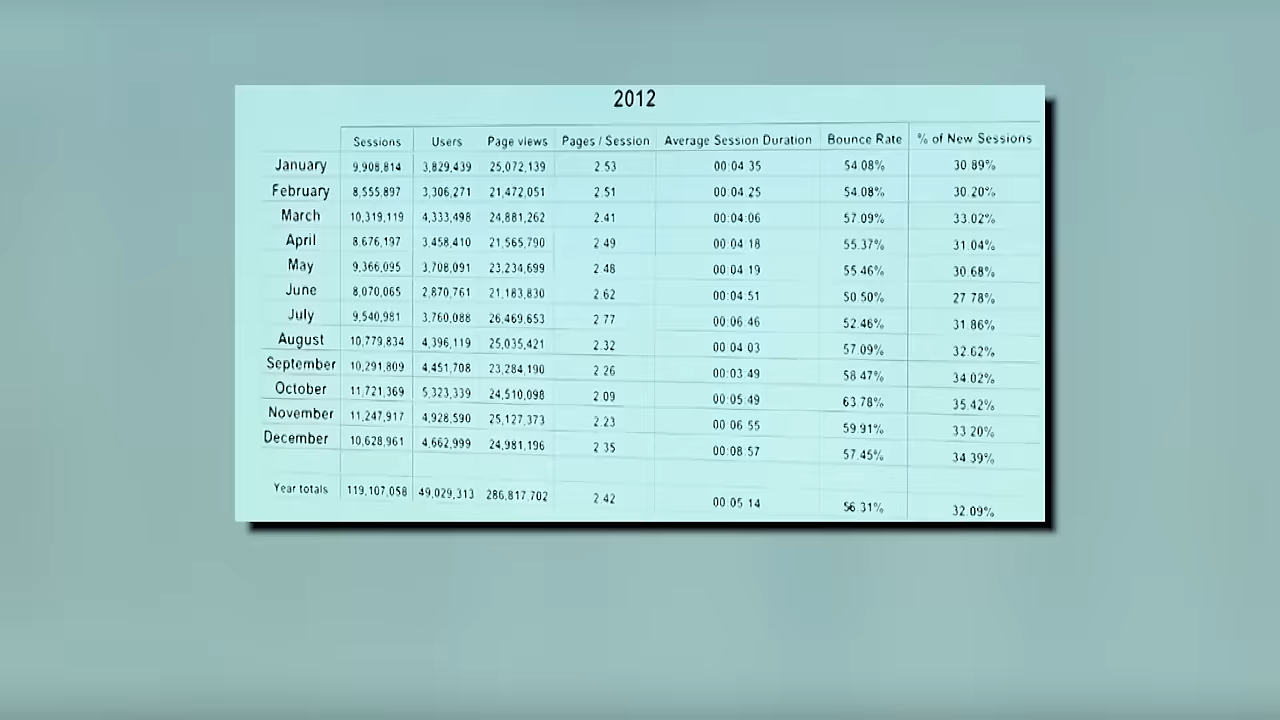 2012
Sessions Users Page views Pages / Session Average Session Duration Bounce Rate % of New Sessions
January 9,908,814 3,829,439 25,072,139 2.53 00:04 35 54.08% 30.89%
February 8,555,897 3,306,271 21,472,051 2.51 00:04.25 54.08% 30.20%
March 10,319,119 4,333,498 24,881,262 2.41 00:04:06 57.09% 33.02%
April 8,676,197 3,458,410 21,565,790 2 49 00:04 18 55.37% 31.04%
May 9,366,095 3,708,091 23,234,699 2 48 00:04 19 55.46% 30.68%
June 8,070,065 2,870,761 21,183,830 2.62 00:04:51 50.50% 27 78%
July 9,540,981 3,760,088 26,469,653 2 77 00:06:46 52.46% 31 86%
August 10,779,834 4,396,119 25,035,421 2.32 00 04 03 57.09% 32.62%
September 10,291,809 4,451,708 23,284,190 2 26 00:03:49 58 47% 34.02%
October 11,721,369 5,323,339 24,510,098 2 09 00:05:49 63.78% 35.42%
November 11,247,917 4,928,590 25,127,373 2.23 00 06 55 59.91% 33 20%
December 10,628,961 4,662,999 24,981,196 2 35 00:08:57 57.45% 34.39%
Year totals 119,107,058 49,029,313 286,817,702 2.42 00 05 14 56.31% 32.09%